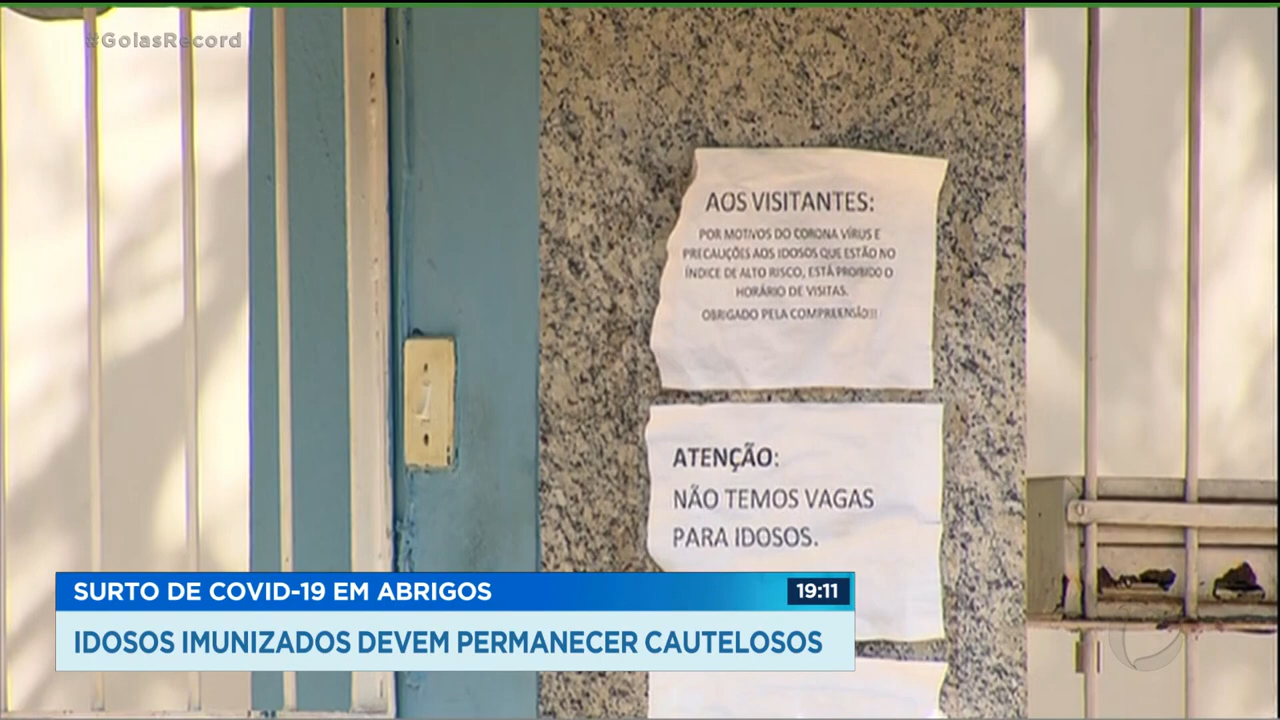 #GoiasRecord
AOS VISITANTES:
POR MOTIVOS DO CORONA VÍRUS E
PRECAUÇÕES AOS IDOSOS QUE ESTÃO NO
ÍNDICE DE ALTO RISCO, ESTÁ PROIBIDO O
HORÁRIO DE VISITAS.
OBRIGADO PELA COMPREENSÃO!!!
ATENÇÃO:
NÃO TEMOS VAGAS
PARA IDOSOS.
SURTO DE COVID-19 EM ABRIGOS
19:11
IDOSOS IMUNIZADOS DEVEM PERMANECER CAUTELOSOS